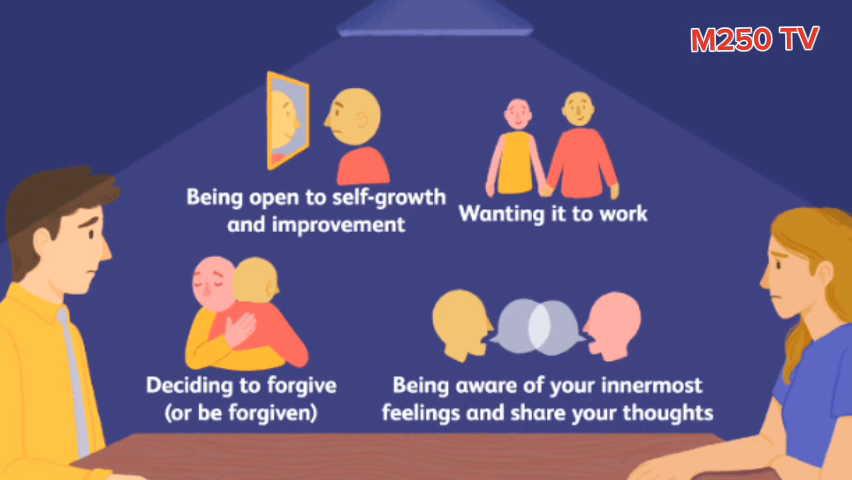 M250 TV
Being open to self-growth
and improvement
Wanting it to work
Deciding to forgive
(or be forgiven)
Being aware of your innermost
feelings and share your thoughts